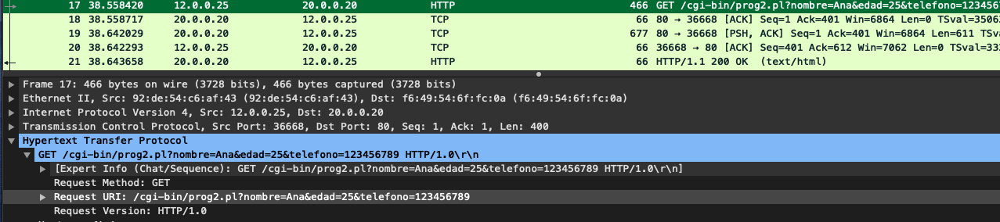 17 38.558420 12.0.0.25 20.0.0.20 HTTP 466 GET /cgi-bin/prog2.pl?nombre=Ana&edad=25&telefono=123456
18 38.558717 20.0.0.20 12.0.0.25 TCP 66 80 → 36668 [ACK] Seq=1 Ack=401 Win=6864 Len=0 TSval=3506
19 38.642029 20.0.0.20 12.0.0.25 TCP 677 80 → 36668 [PSH, ACK] Seq=1 Ack=401 Win=6864 Len=611 TSv
20 38.642293 12.0.0.25 20.0.0.20 TCP 66 36668 → 80 [ACK] Seq=401 Ack=612 Win=7062 Len=0 TSval=33
21 38.643658 20.0.0.20 12.0.0.25 HTTP 66 HTTP/1.1 200 OK (text/html)
Frame 17: 466 bytes on wire (3728 bits), 466 bytes captured (3728 bits)
Ethernet II, Src: 92:de:54:c6:af:43 (92:de:54:c6:af:43), Dst: f6:49:54:6f:fc:0a (f6:49:54:6f:fc:0a)
Internet Protocol Version 4, Src: 12.0.0.25, Dst: 20.0.0.20
Transmission Control Protocol, Src Port: 36668, Dst Port: 80, Seq: 1, Ack: 1, Len: 400
Hypertext Transfer Protocol
GET /cgi-bin/prog2.pl?nombre=Ana&edad=25&telefono=123456789 HTTP/1.0\r\n
[Expert Info (Chat/Sequence): GET /cgi-bin/prog2.pl?nombre=Ana&edad=25&telefono=123456789 HTTP/1.0\r\n]
Request Method: GET
Request URI: /cgi-bin/prog2.pl?nombre=Ana&edad=25&telefono=123456789
Request Version: HTTP/1.0